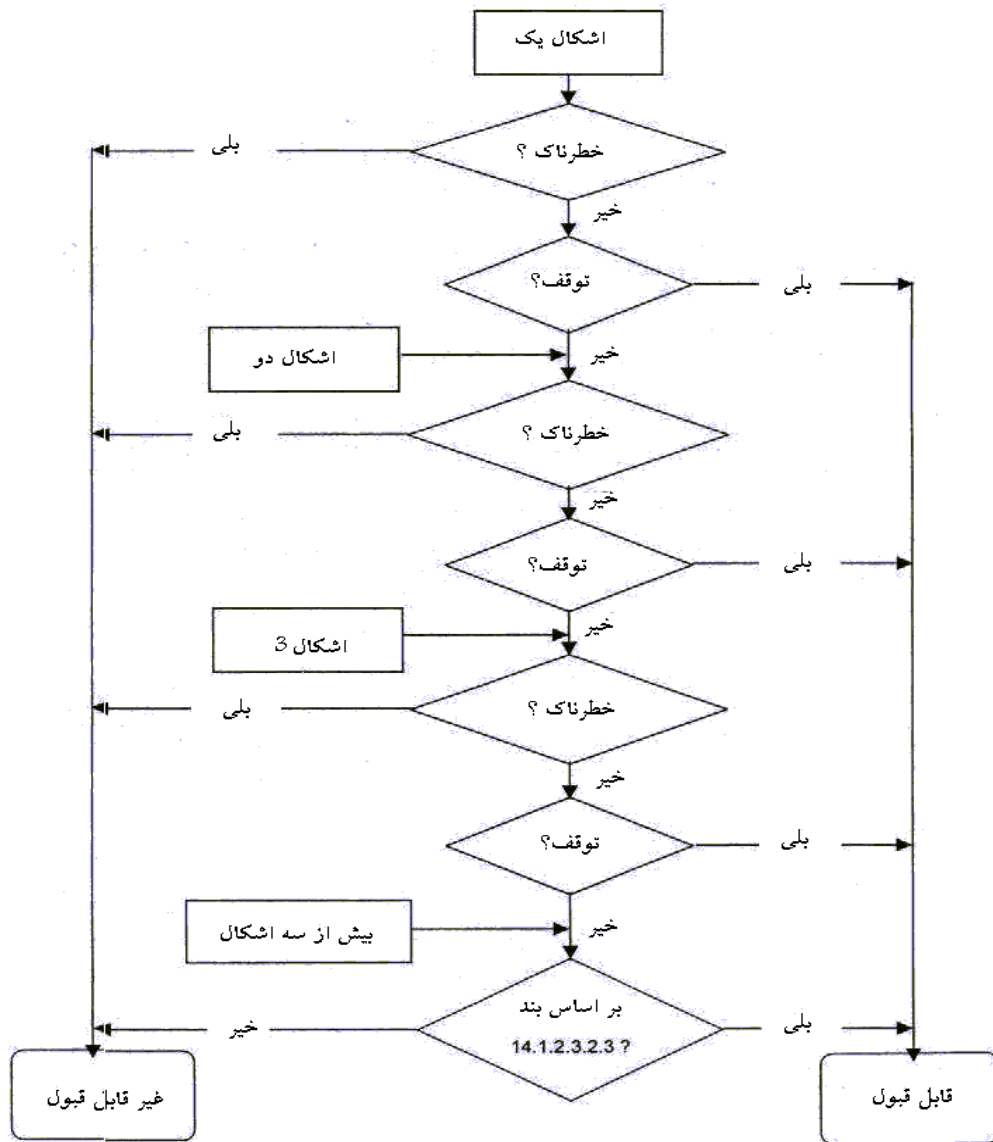 اشکال یک
خطرناک ؟
بلی
خیر
توقف؟
بلی
خیر
اشکال دو
خطرناک ؟
بلی
خیر
توقف؟
بلی
خیر
اشکال 3
خطرناک ؟
بلی
خیر
توقف؟
بلی
خیر
بیش از سه اشکال
بر اساس بند
14.1.2.3.2.3 ?
خیر
بلی
غیر قابل قبول
قابل قبول